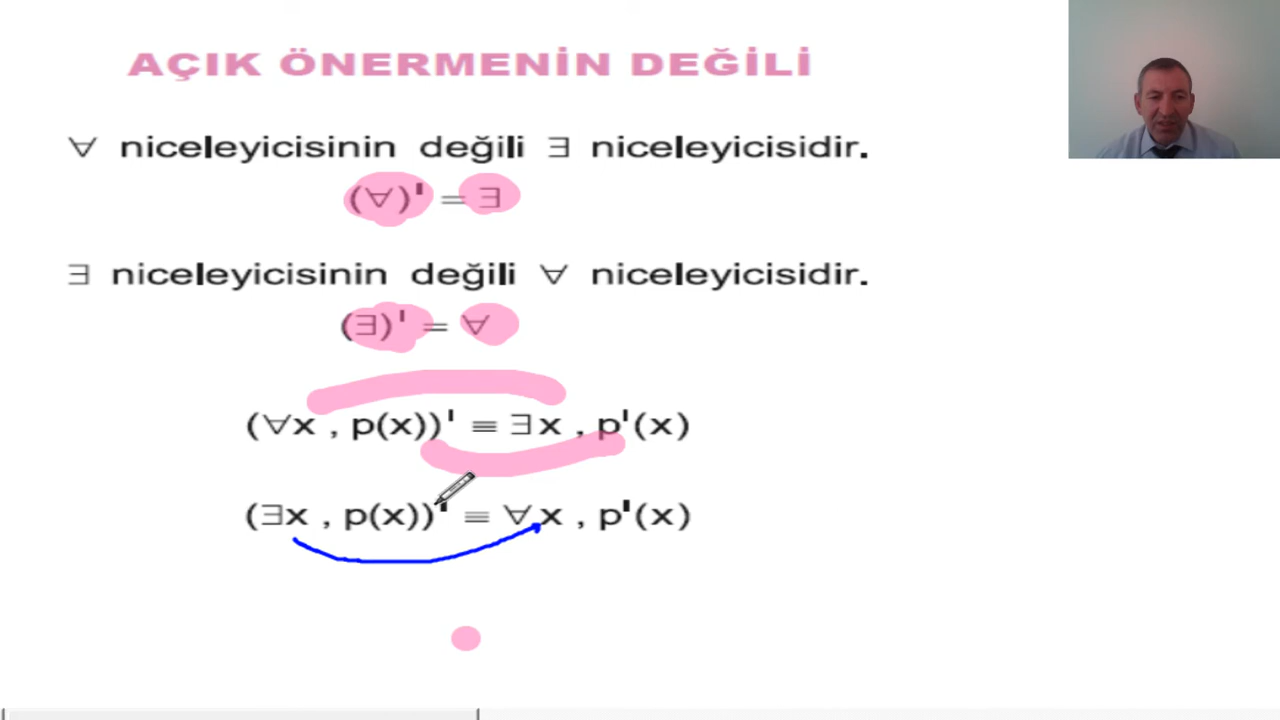 AÇIK ÖNERMENİN DEĞİLİ
∀ niceleyicisinin değili ∃ niceleyicisidir.
(∀)' = ∃
∃ niceleyicisinin değili ∀ niceleyicisidir.
(∃)' = ∀
(∀x , p(x))' ≡ ∃x , p'(x)
(∃x , p(x))' ≡ ∀x , p'(x)